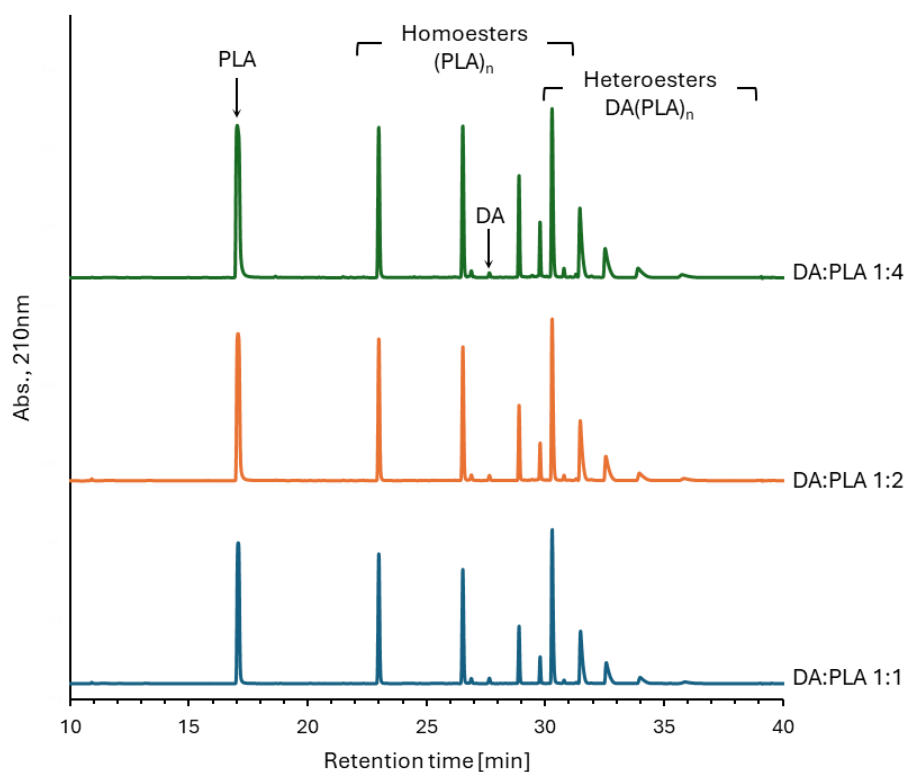 Homoesters
(PLA)n
PLA
Heteroesters
DA(PLA)n
DA
DA:PLA 1:4
Abs., 210nm
DA:PLA 1:2
DA:PLA 1:1
10 15 20 25 30 35 40
Retention time [min]